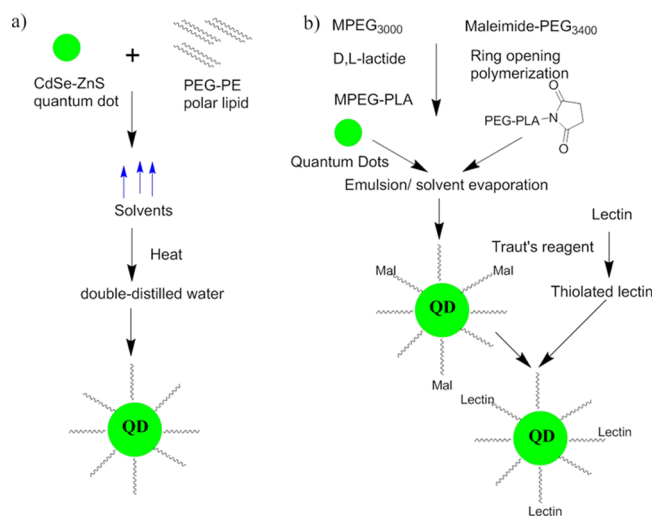 a)
CdSe-ZnS
quantum dot
+
PEG-PE
polar lipid
Solvents
Heat
double-distilled water
QD
b)
MPEG3000
Maleimide-PEG3400
D,L-lactide
Ring opening
polymerization
MPEG-PLA
PEG-PLA
N
O
O
Quantum Dots
Emulsion/ solvent evaporation
Lectin
Traut's reagent
Mal
Mal
Thiolated lectin
QD
Mal
Lectin
QD
Lectin
Lectin